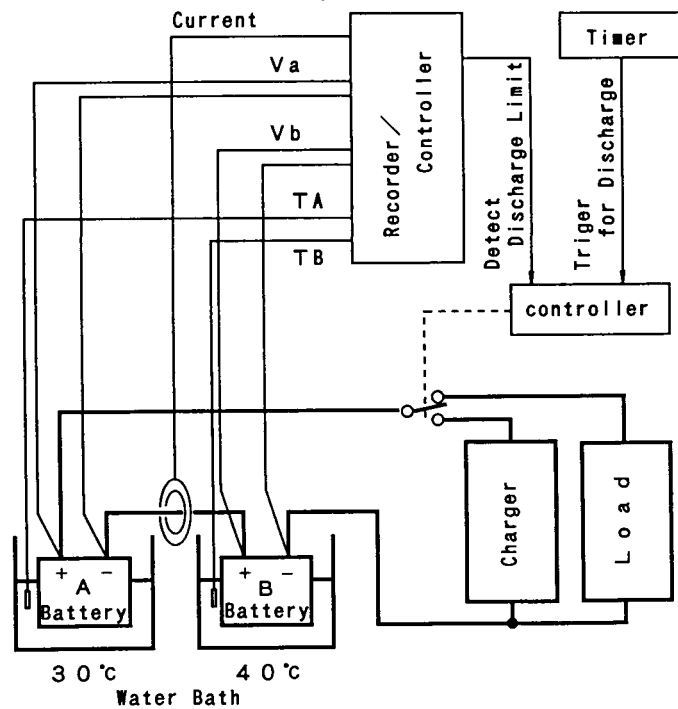 Current
Va
Vb
TA
TB
Recorder/
Controller
Detect
Discharge Limit
Timer
Triger
for Discharge
controller
Charger
Load
+ −
A
Battery
+ −
B
Battery
30℃
40℃
Water Bath